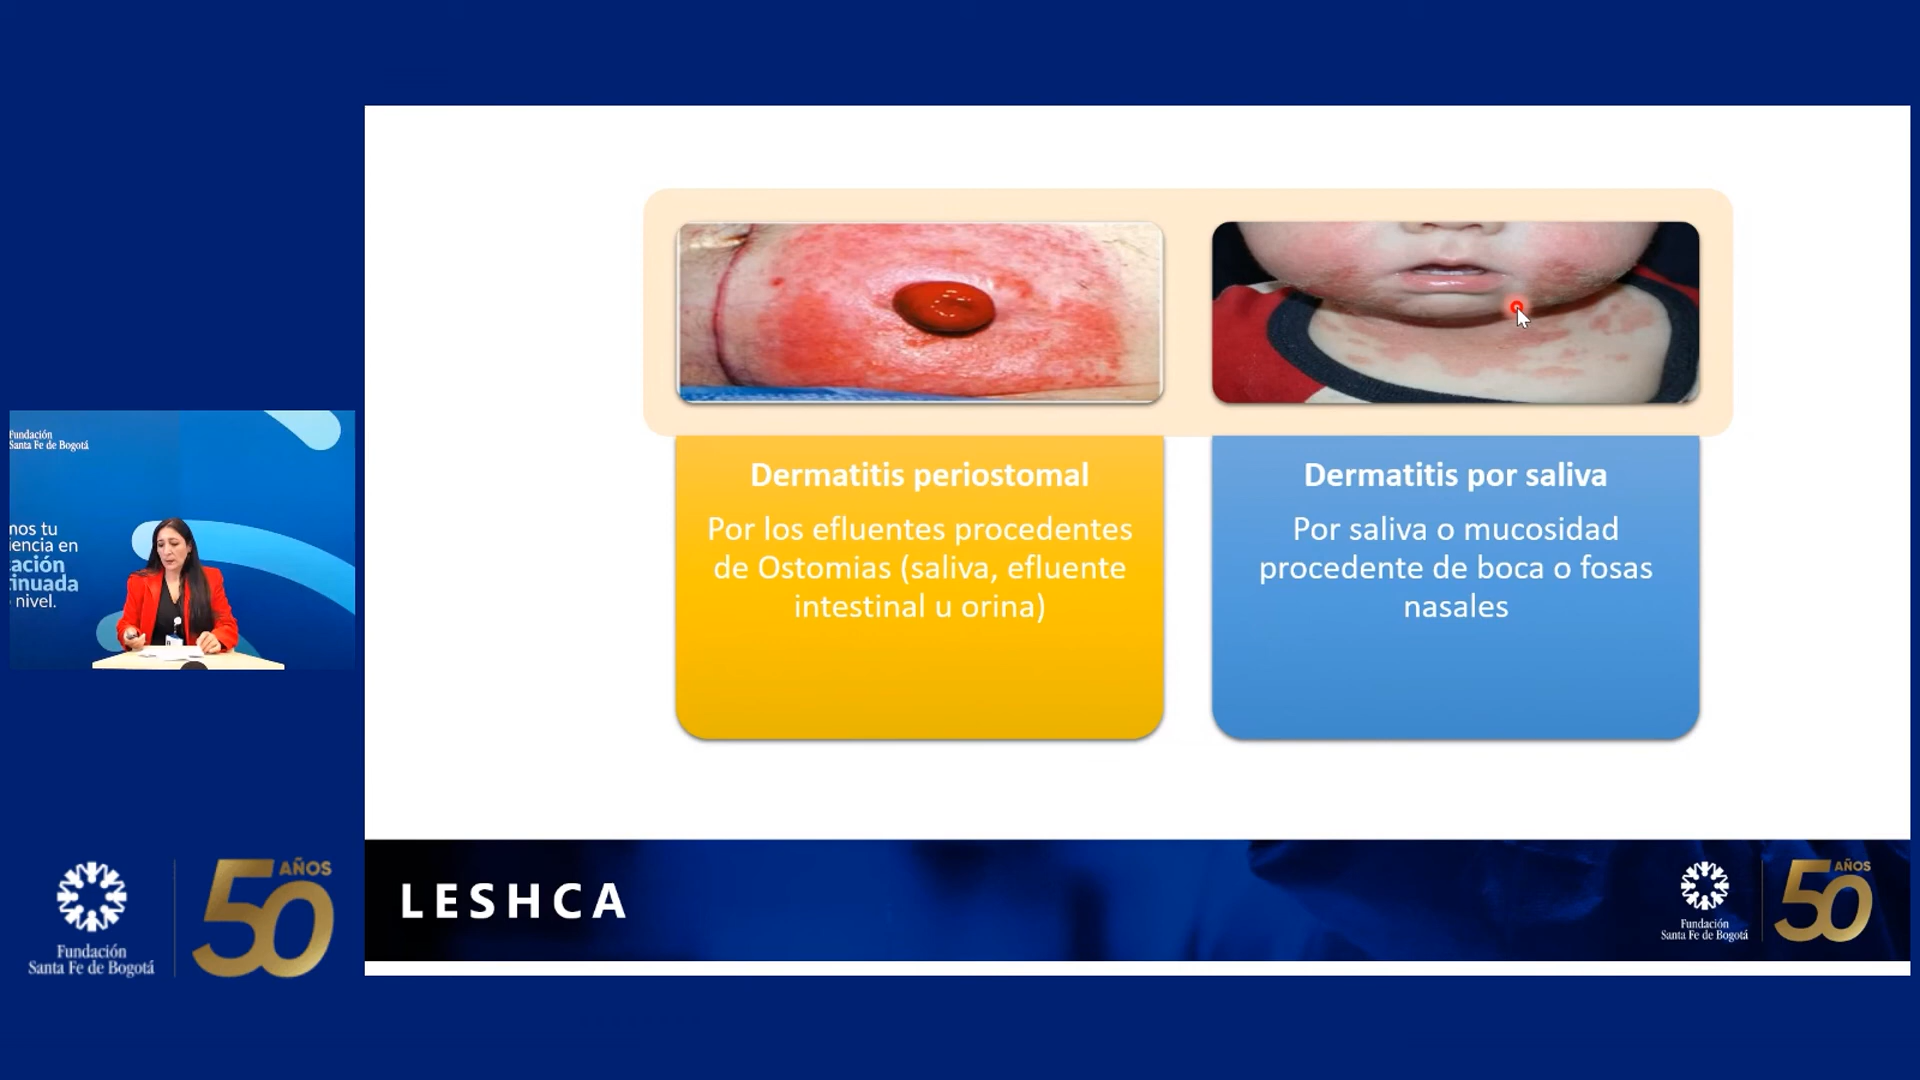 Fundación
Santa Fe de Bogotá
nos tu
iencia en
ación
tinuada
nivel.
Dermatitis periostomal
Por los efluentes procedentes
de Ostomias (saliva, efluente
intestinal u orina)
Dermatitis por saliva
Por saliva o mucosidad
procedente de boca o fosas
nasales
LESHCA
Fundación
Santa Fe de Bogotá
50 AÑOS
Fundación
Santa Fe de Bogotá
50 AÑOS